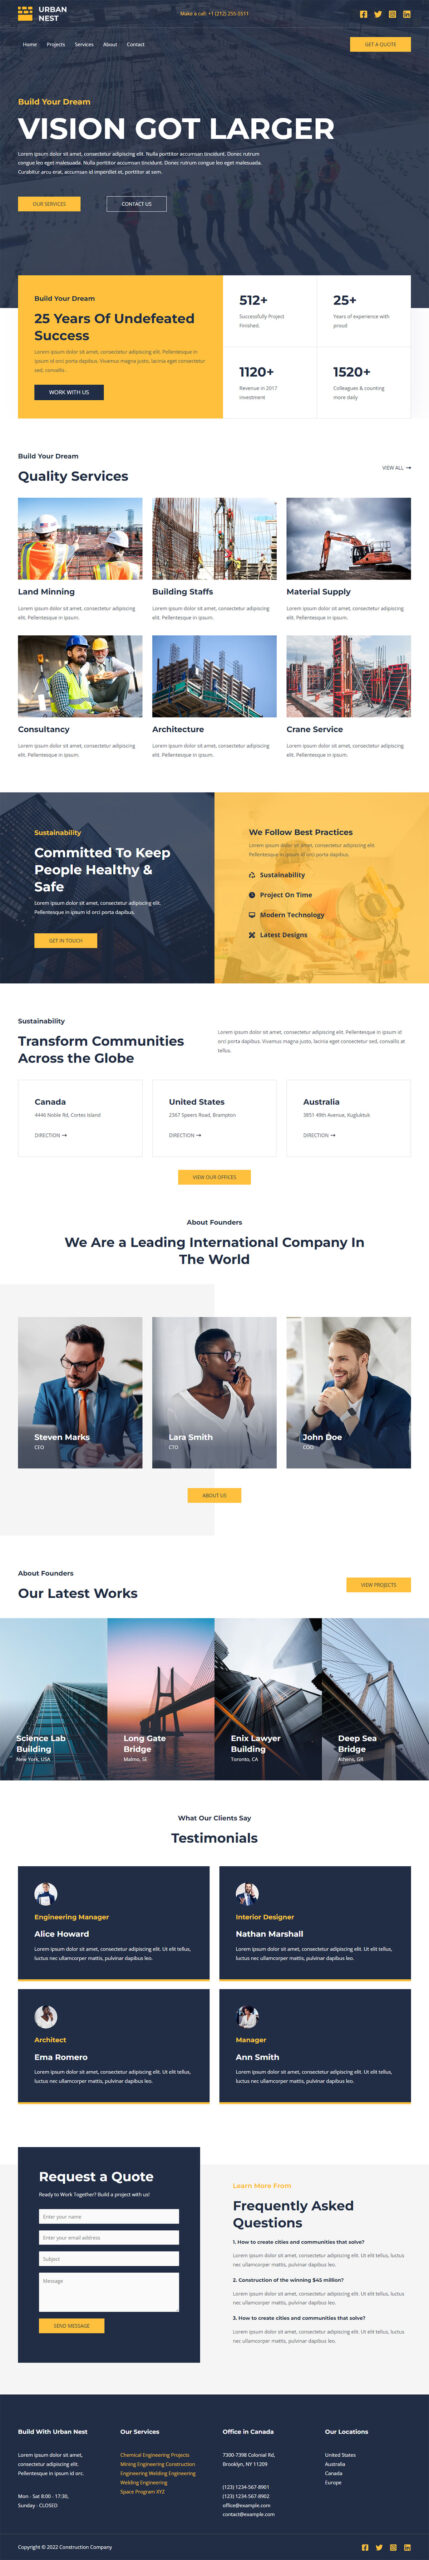 URBAN
NEST
Make a call: +1 (212) 255-5511
Home
Projects
Services
About
Contact
GET A QUOTE
Build Your Dream
VISION GOT LARGER
Lorem ipsum dolor sit amet, consectetur adipiscing elit. Nulla porttitor accumsan tincidunt. Donec rutrum
congue leo eget malesuada. Nulla porttitor accumsan tincidunt. Donec rutrum congue leo eget malesuada.
Curabitur arcu erat, accumsan id imperdiet et, porttitor at sem.
OUR SERVICES
CONTACT US
Build Your Dream
25 Years Of Undefeated
Success
Lorem ipsum dolor sit amet, consectetur adipiscing elit. Pellentesque in
ipsum id orci porta dapibus. Vivamus magna justo, lacinia eget consectetur
sed, convallis.
WORK WITH US
512+
Successfully Project
Finished.
25+
Years of experience with
proud
1120+
Revenue in 2017
investment
1520+
Colleagues & counting
more daily
Build Your Dream
Quality Services
VIEW ALL
Land Minning
Lorem ipsum dolor sit amet, consectetur adipiscing
elit. Pellentesque in ipsum.
Building Staffs
Lorem ipsum dolor sit amet, consectetur adipiscing
elit. Pellentesque in ipsum.
Material Supply
Lorem ipsum dolor sit amet, consectetur adipiscing
elit. Pellentesque in ipsum.
Consultancy
Lorem ipsum dolor sit amet, consectetur adipiscing
elit. Pellentesque in ipsum.
Architecture
Lorem ipsum dolor sit amet, consectetur adipiscing
elit. Pellentesque in ipsum.
Crane Service
Lorem ipsum dolor sit amet, consectetur adipiscing
elit. Pellentesque in ipsum.
Sustainability
Committed To Keep
People Healthy &
Safe
Lorem ipsum dolor sit amet, consectetur adipiscing elit.
Pellentesque in ipsum id orci porta dapibus.
GET IN TOUCH
We Follow Best Practices
Lorem ipsum dolor sit amet, consectetur adipiscing elit.
Pellentesque in ipsum id orci porta dapibus.
Sustainability
Project On Time
Modern Technology
Latest Designs
Sustainability
Transform Communities
Across the Globe
Lorem ipsum dolor sit amet, consectetur adipiscing elit. Pellentesque in ipsum id
orci porta dapibus. Vivamus magna justo, lacinia eget consectetur sed, convallis at
tellus.
Canada
4446 Noble Rd, Cortes Island
DIRECTION
United States
2367 Speers Road, Brampton
DIRECTION
Australia
3851 49th Avenue, Kugluktuk
DIRECTION
VIEW OUR OFFICES
About Founders
We Are a Leading International Company In
The World
Steven Marks
CEO
Lara Smith
CTO
John Doe
COO
ABOUT US
About Founders
Our Latest Works
VIEW PROJECTS
Science Lab
Building
New York, USA
Long Gate
Bridge
Malmo, SE
Enix Lawyer
Building
Toronto, CA
Deep Sea
Bridge
Athens, GR
What Our Clients Say
Testimonials
Engineering Manager
Alice Howard
Lorem ipsum dolor sit amet, consectetur adipiscing elit. Ut elit tellus,
luctus nec ullamcorper mattis, pulvinar dapibus leo.
Interior Designer
Nathan Marshall
Lorem ipsum dolor sit amet, consectetur adipiscing elit. Ut elit tellus,
luctus nec ullamcorper mattis, pulvinar dapibus leo.
Architect
Ema Romero
Lorem ipsum dolor sit amet, consectetur adipiscing elit. Ut elit tellus,
luctus nec ullamcorper mattis, pulvinar dapibus leo.
Manager
Ann Smith
Lorem ipsum dolor sit amet, consectetur adipiscing elit. Ut elit tellus,
luctus nec ullamcorper mattis, pulvinar dapibus leo.
Request a Quote
Ready to Work Together? Build a project with us!
Enter your name
Enter your email address
Subject
Message
SEND MESSAGE
Learn More From
Frequently Asked
Questions
1. How to create cities and communities that solve?
Lorem ipsum dolor sit amet, consectetur adipiscing elit. Ut elit tellus, luctus
nec ullamcorper mattis, pulvinar dapibus leo.
2. Construction of the winning $45 million?
Lorem ipsum dolor sit amet, consectetur adipiscing elit. Ut elit tellus, luctus
nec ullamcorper mattis, pulvinar dapibus leo.
3. How to create cities and communities that solve?
Lorem ipsum dolor sit amet, consectetur adipiscing elit. Ut elit tellus, luctus
nec ullamcorper mattis, pulvinar dapibus leo.
Build With Urban Nest
Lorem ipsum dolor sit amet,
consectetur adipiscing elit.
Pellentesque in ipsum id orc.
Mon - Sat 8:00 - 17:30,
Sunday - CLOSED
Our Services
Chemical Engineering Projects
Mining Engineering Construction
Engineering Welding Engineering
Welding Engineering
Space Program XYZ
Office in Canada
7300-7398 Colonial Rd,
Brooklyn, NY 11209
(123) 1234-567-8901
(123) 1234-567-8902
office@example.com
contact@example.com
Our Locations
United States
Australia
Canada
Europe
Copyright © 2022 Construction Company